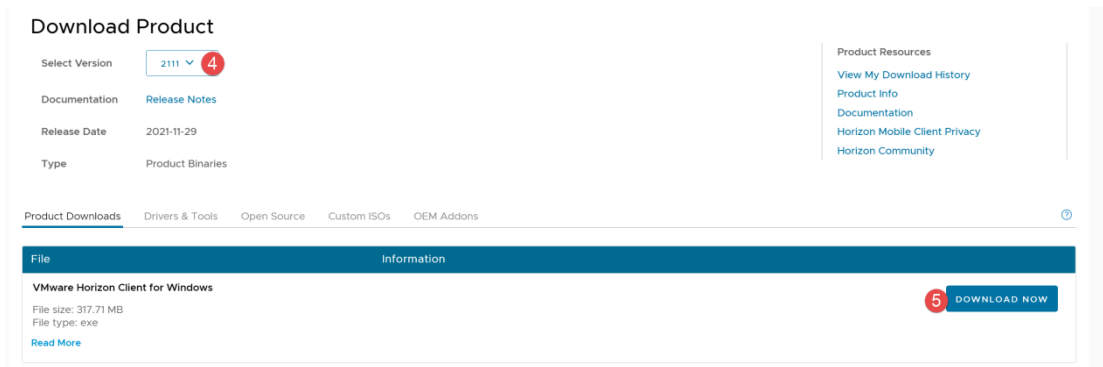 Download Product
Select Version 2111 4
Documentation Release Notes
Release Date 2021-11-29
Type Product Binaries
Product Resources
View My Download History
Product Info
Documentation
Horizon Mobile Client Privacy
Horizon Community
Product Downloads Drivers & Tools Open Source Custom ISOs OEM Addons ?
File Information
VMware Horizon Client for Windows
File size: 317.71 MB
File type: exe
Read More
5 DOWNLOAD NOW